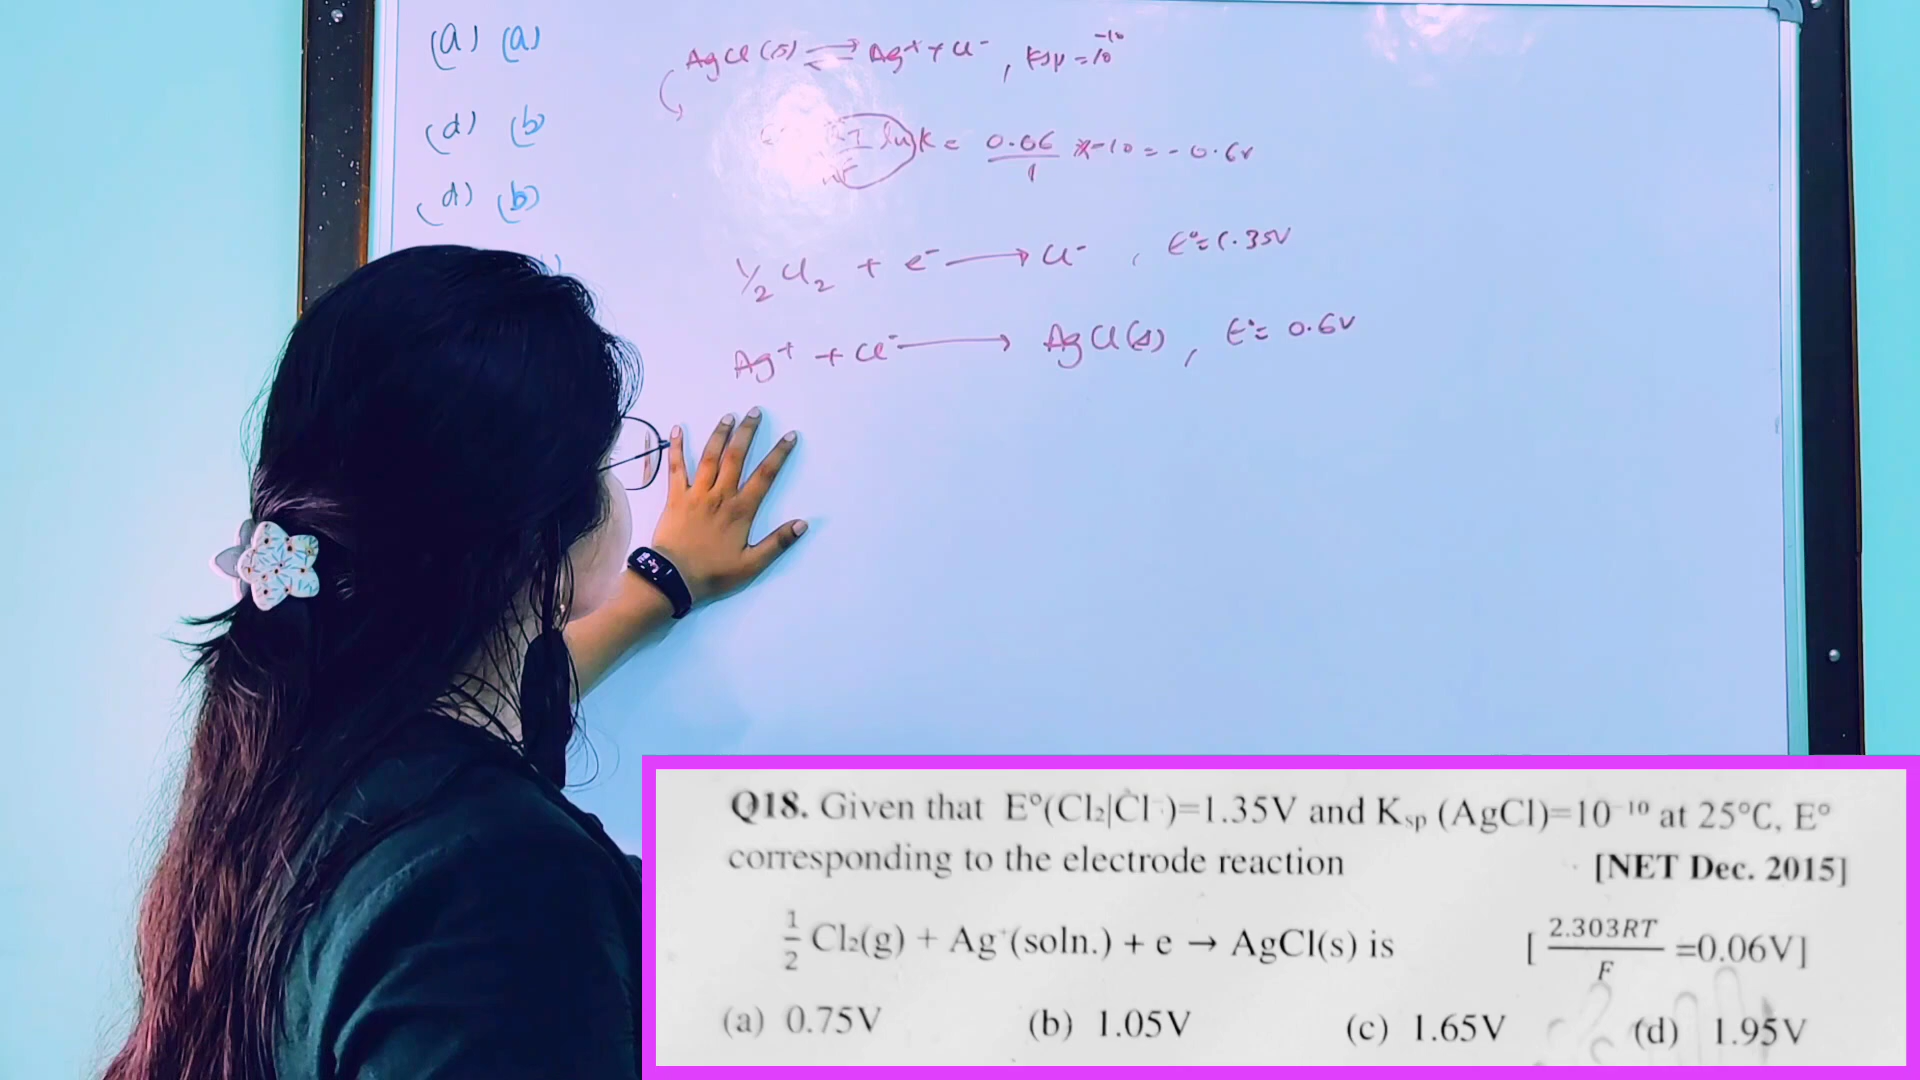 (a) (a)
(d) (b)
(d) (b)
AgCl(s) ⇌ Ag⁺ + Cl⁻ , Ksp = 10⁻¹⁰
ln K = 0.06/1 × -10 = -0.6V
½ Cl₂ + e⁻ ⟶ Cl⁻ , E° = 1.35V
Ag⁺ + Cl⁻ ⟶ AgCl(s) , E° = 0.6V
Q18. Given that E°(Cl₂|Cl⁻)=1.35V and Kₛₚ (AgCl)=10⁻¹⁰ at 25°C, E°
corresponding to the electrode reaction [NET Dec. 2015]
½ Cl₂(g) + Ag⁺(soln.) + e → AgCl(s) is [ 2.303RT/F =0.06V]
(a) 0.75V (b) 1.05V (c) 1.65V (d) 1.95V